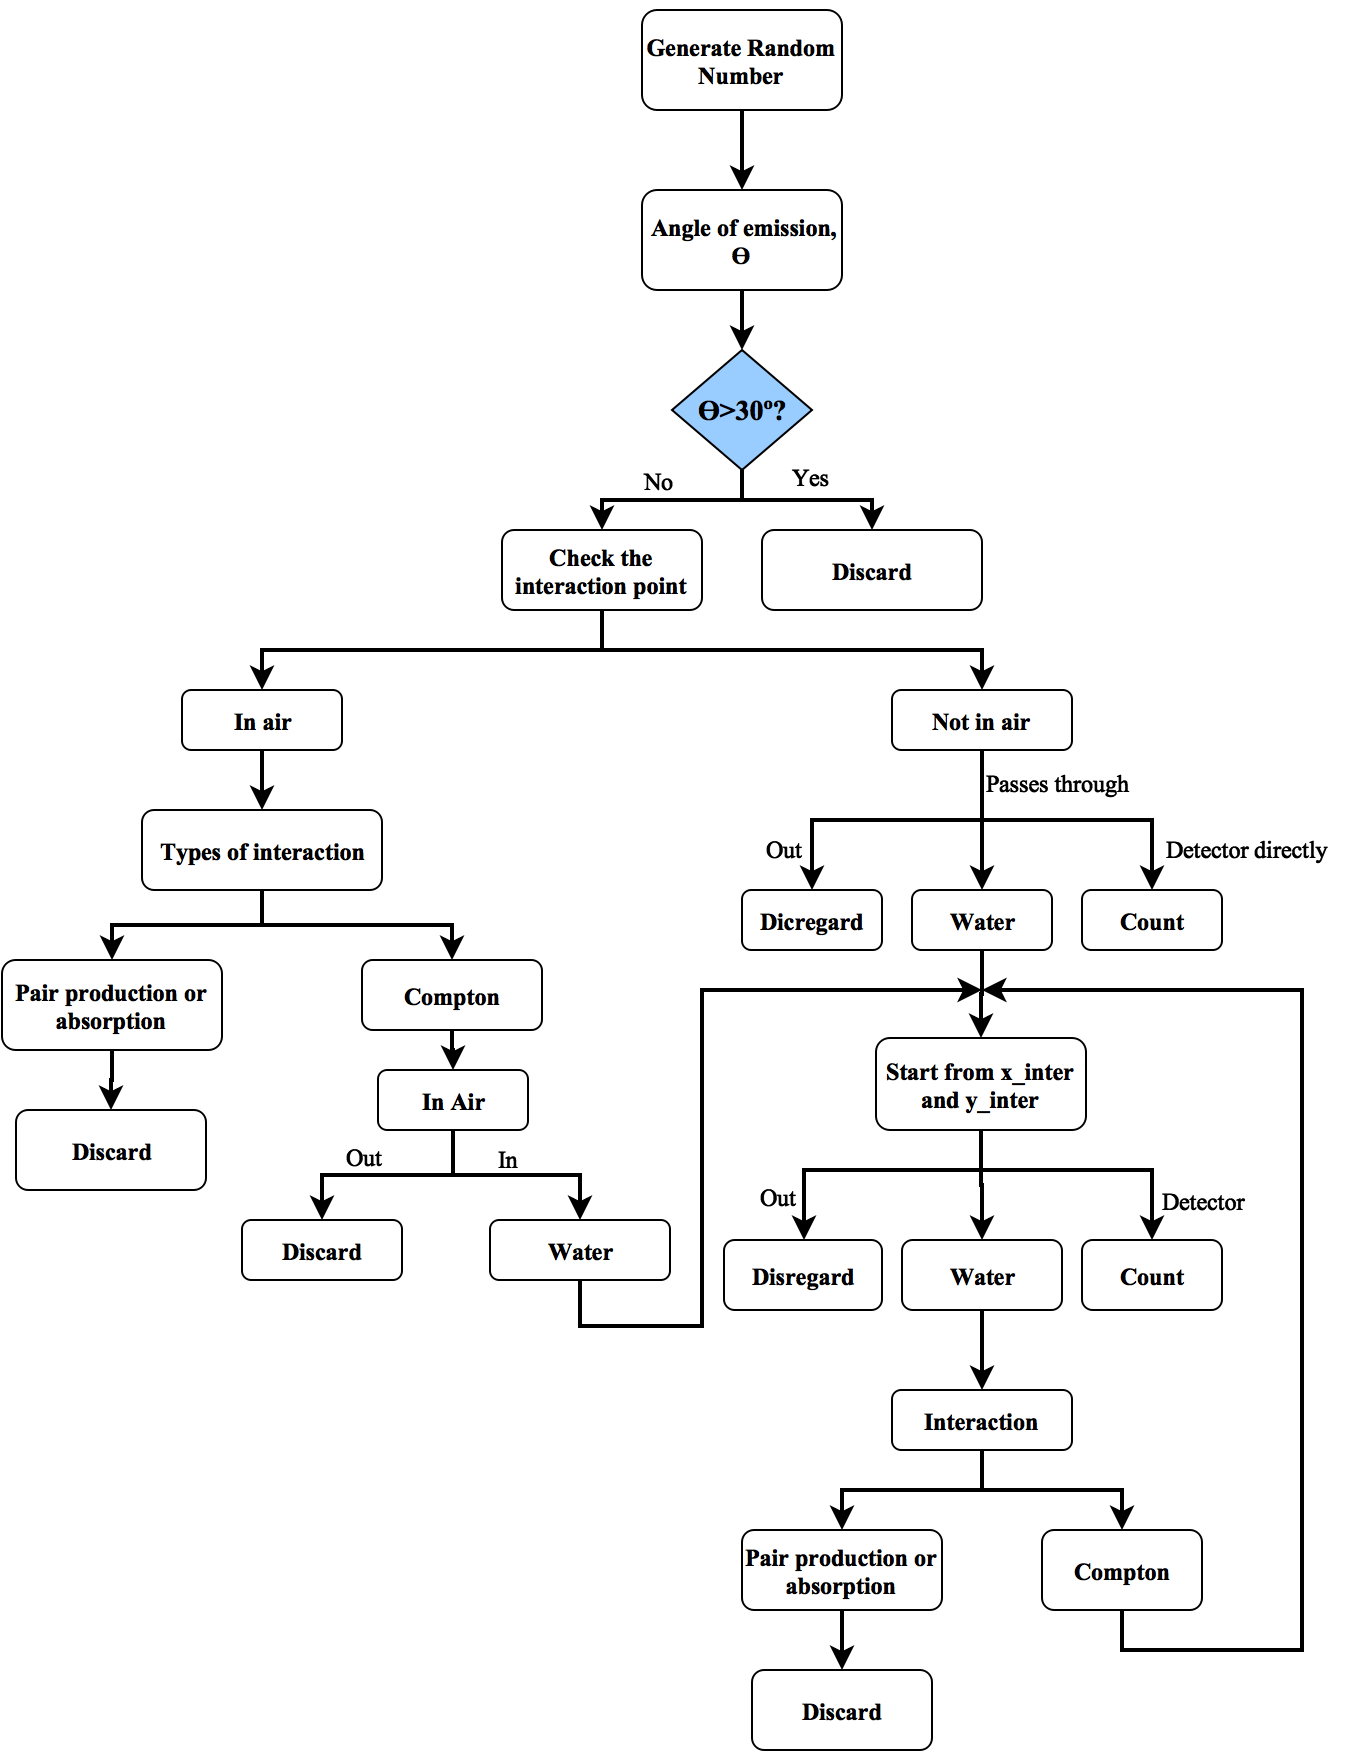 Generate Random
Number
Angle of emission,
Ɵ
Ɵ>30º?
No
Yes
Check the
interaction point
Discard
In air
Not in air
Passes through
Types of interaction
Out
Detector directly
Dicregard
Water
Count
Pair production or
absorption
Compton
Start from x_inter
and y_inter
In Air
Discard
Out
In
Out
Detector
Discard
Water
Disregard
Water
Count
Interaction
Pair production or
absorption
Compton
Discard